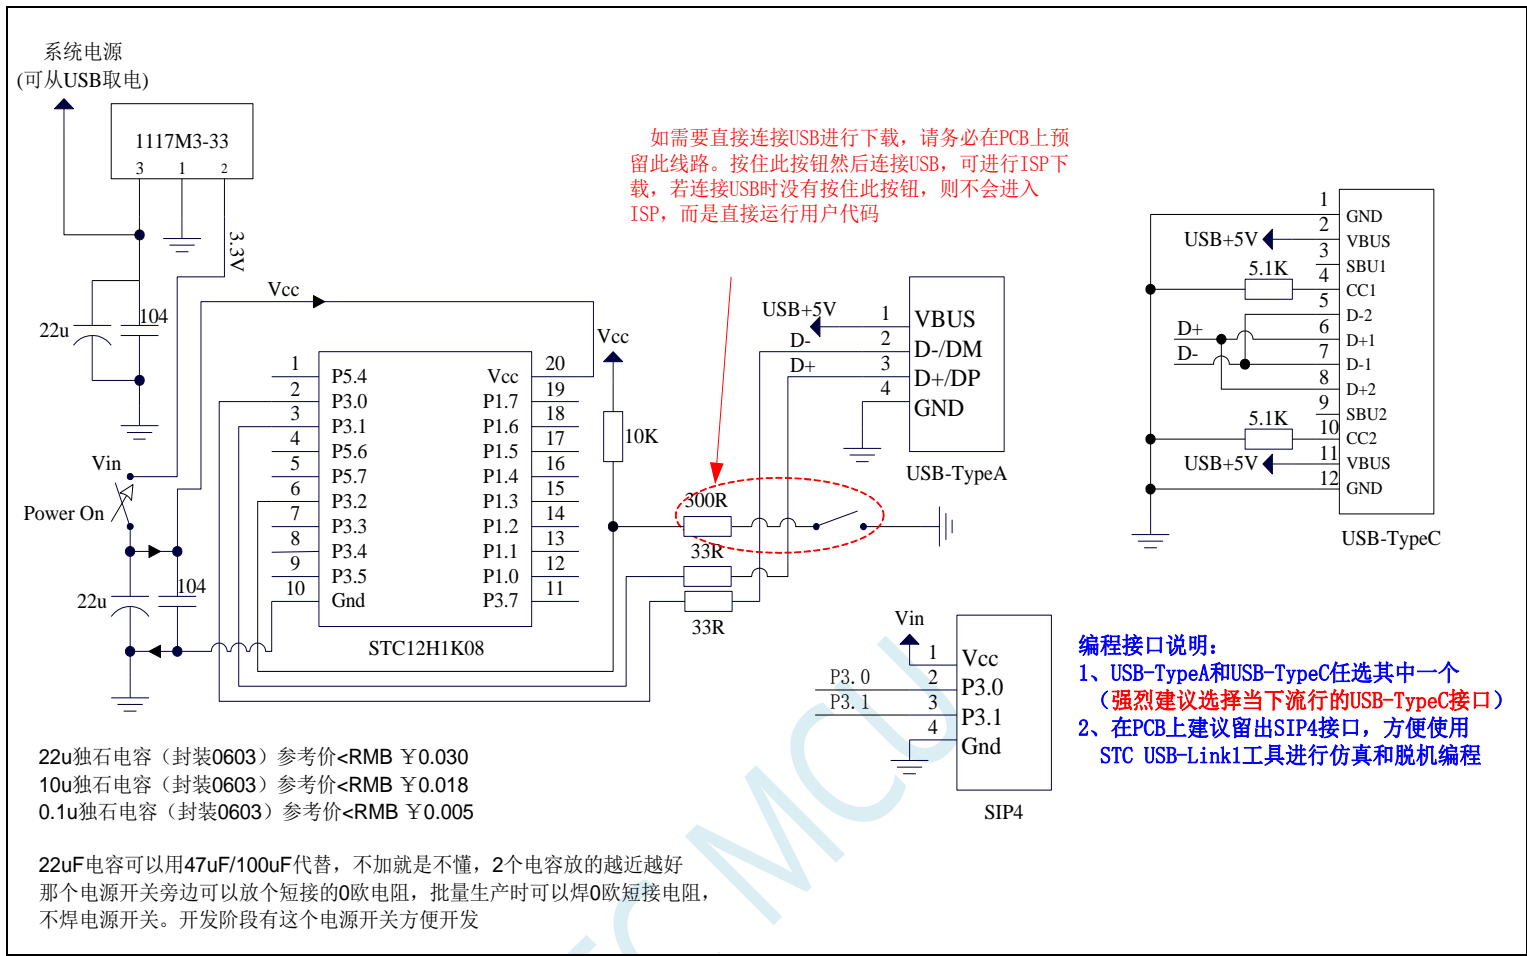 系统电源
(可从USB取电)
1117M3-33
3 1 2
3.3V
22u
104
Vcc
Vin
Power On
22u
104
1 P5.4
2 P3.0
3 P3.1
4 P5.6
5 P5.7
6 P3.2
7 P3.3
8 P3.4
9 P3.5
10 Gnd
Vcc 20
P1.7 19
P1.6 18
P1.5 17
P1.4 16
P1.3 15
P1.2 14
P1.1 13
P1.0 12
P3.7 11
STC12H1K08
Vcc
10K
如需要直接连接USB进行下载，请务必在PCB上预
留此线路。按住此按钮然后连接USB，可进行ISP下
载，若连接USB时没有按住此按钮，则不会进入
ISP，而是直接运行用户代码
300R
33R
33R
USB+5V
D-
D+
1 VBUS
2 D-/DM
3 D+/DP
4 GND
USB-TypeA
USB+5V
5.1K
D+
D-
5.1K
USB+5V
1 GND
2 VBUS
3 SBU1
4 CC1
5 D-2
6 D+1
7 D-1
8 D+2
9 SBU2
10 CC2
11 VBUS
12 GND
USB-TypeC
Vin
P3.0
P3.1
1 Vcc
2 P3.0
3 P3.1
4 Gnd
SIP4
编程接口说明：
1、USB-TypeA和USB-TypeC任选其中一个
（强烈建议选择当下流行的USB-TypeC接口）
2、在PCB上建议留出SIP4接口，方便使用
STC USB-Link1工具进行仿真和脱机编程
22u独石电容（封装0603）参考价<RMB ￥0.030
10u独石电容（封装0603）参考价<RMB ￥0.018
0.1u独石电容（封装0603）参考价<RMB ￥0.005
22uF电容可以用47uF/100uF代替，不加就是不懂，2个电容放的越近越好
那个电源开关旁边可以放个短接的0欧电阻，批量生产时可以焊0欧短接电阻，
不焊电源开关。开发阶段有这个电源开关方便开发
STC MCU